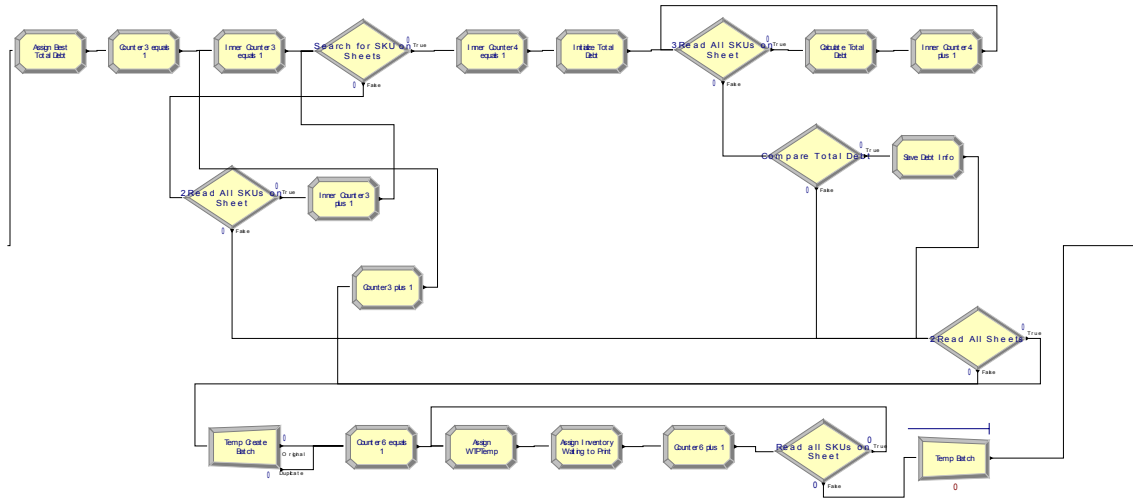 Assign Best
Total Debt
Counter 3 equals
1
Inner Counter3
equals 1
Search for SKU on
Sheets
0
True
0
False
Inner Counter4
equals 1
Initialize Total
Debt
3Read All SKUs on
Sheet
0
True
0
False
Calculate Total
Debt
Inner Counter4
plus 1
Compare Total Debt
0
True
0
False
Save Debt Info
2Read All SKUs on
Sheet
0
True
0
False
Inner Counter3
plus 1
Counter3 plus 1
2Read All Sheets
0
True
0
False
Temp Create
Batch
0
Original
0
Duplicate
Counter6 equals
1
Assign
WTPTemp
Assign Inventory
Waiting to Print
Counter6 plus 1
Read all SKUs on
Sheet
0
True
0
False
Temp Batch
0